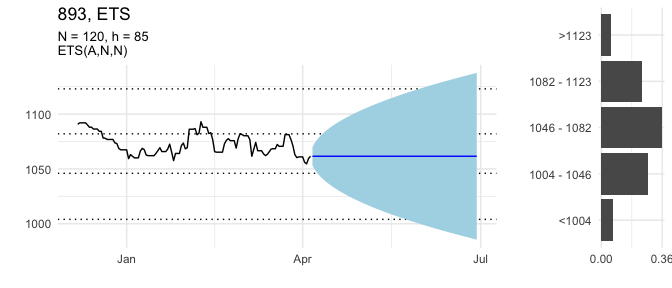 893, ETS
N = 120, h = 85
ETS(A,N,N)
1100
1050
1000
Jan
Apr
Jul
>1123
1082 - 1123
1046 - 1082
1004 - 1046
<1004
0.00
0.36